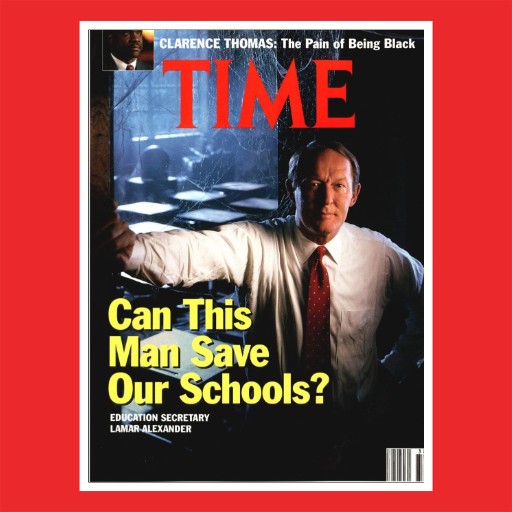 CLARENCE THOMAS: The Pain of Being Black
TIME
Can This
Man Save
Our Schools?
EDUCATION SECRETARY
LAMAR ALEXANDER